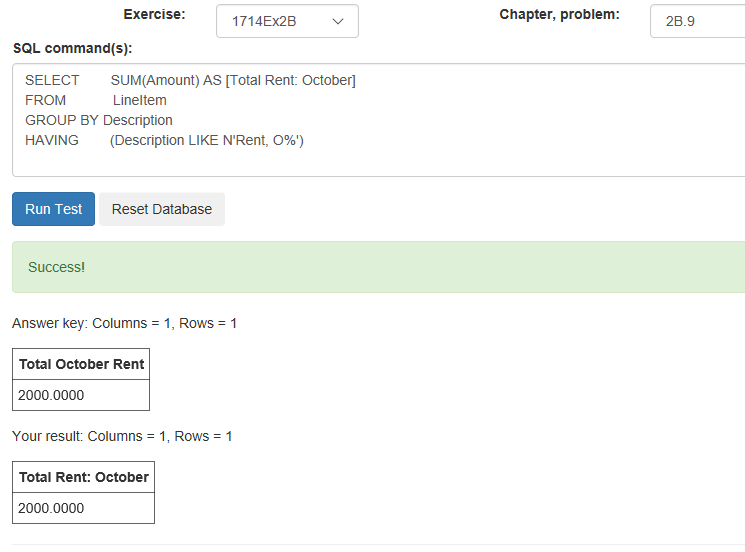 Exercise: 1714Ex2B Chapter, problem: 2B.9
SQL command(s):
SELECT SUM(Amount) AS [Total Rent: October]
FROM LineItem
GROUP BY Description
HAVING (Description LIKE N'Rent, O%')
Run Test Reset Database
Success!
Answer key: Columns = 1, Rows = 1
Total October Rent
2000.0000
Your result: Columns = 1, Rows = 1
Total Rent: October
2000.0000